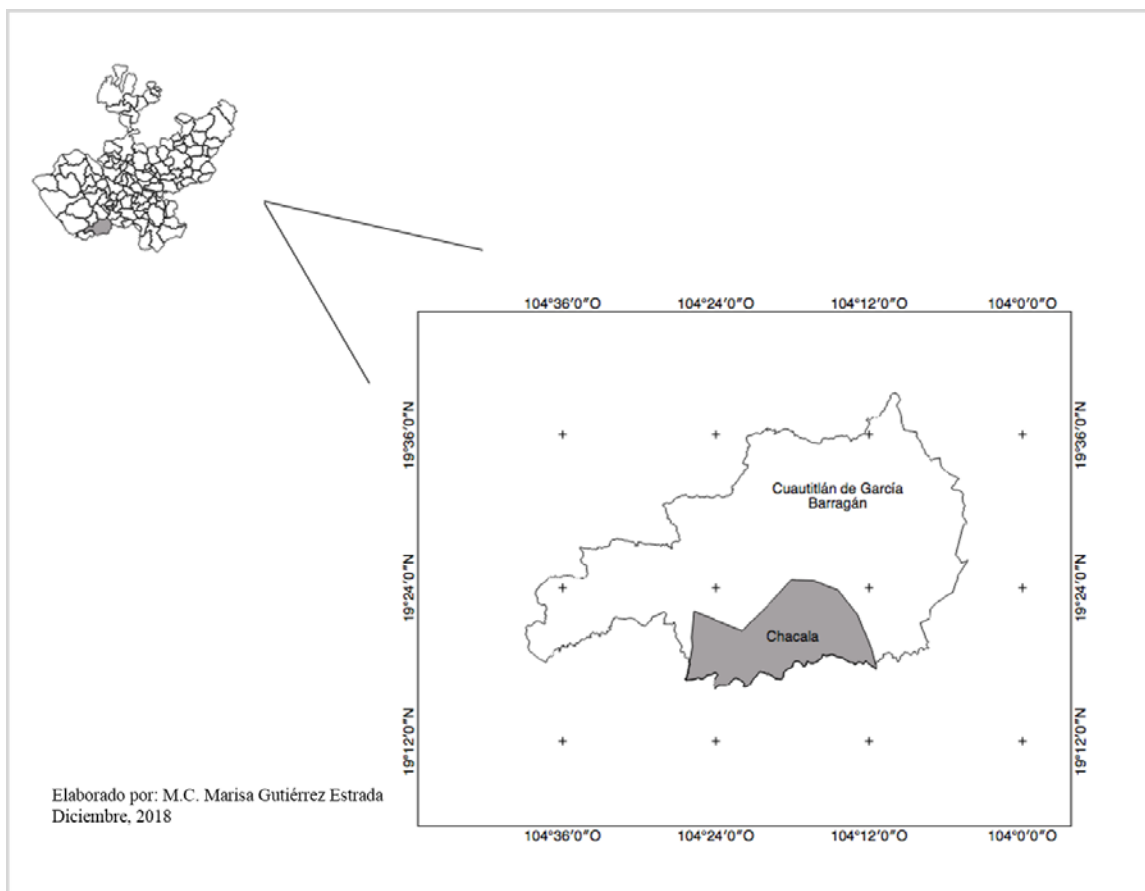 104°36′0″O 104°24′0″O 104°12′0″O 104°0′0″O
19°36′0″N 19°36′0″N
Cuautitlán de García
Barragán
19°24′0″N 19°24′0″N
Chacala
19°12′0″N 19°12′0″N
Elaborado por: M.C. Marisa Gutiérrez Estrada
Diciembre, 2018
104°36′0″O 104°24′0″O 104°12′0″O 104°0′0″O